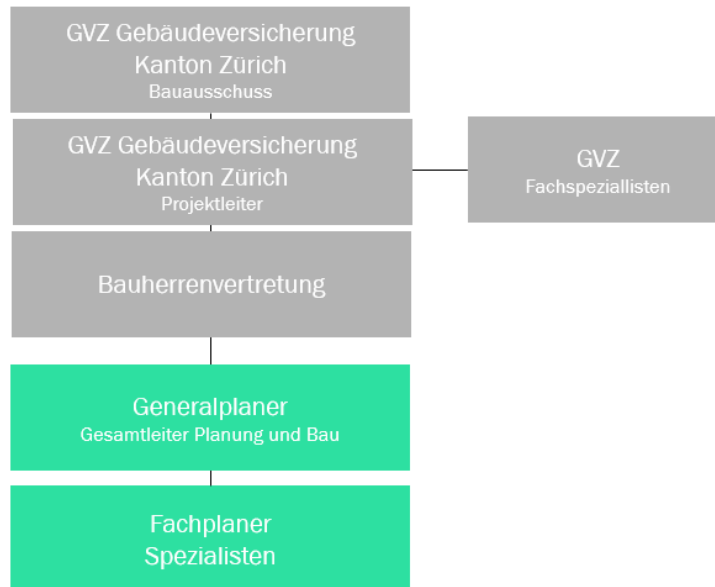 GVZ Gebäudeversicherung
Kanton Zürich
Bauausschuss
GVZ Gebäudeversicherung
Kanton Zürich
Projektleiter
GVZ
Fachspeziallisten
Bauherrenvertretung
Generalplaner
Gesamtleiter Planung und Bau
Fachplaner
Spezialisten